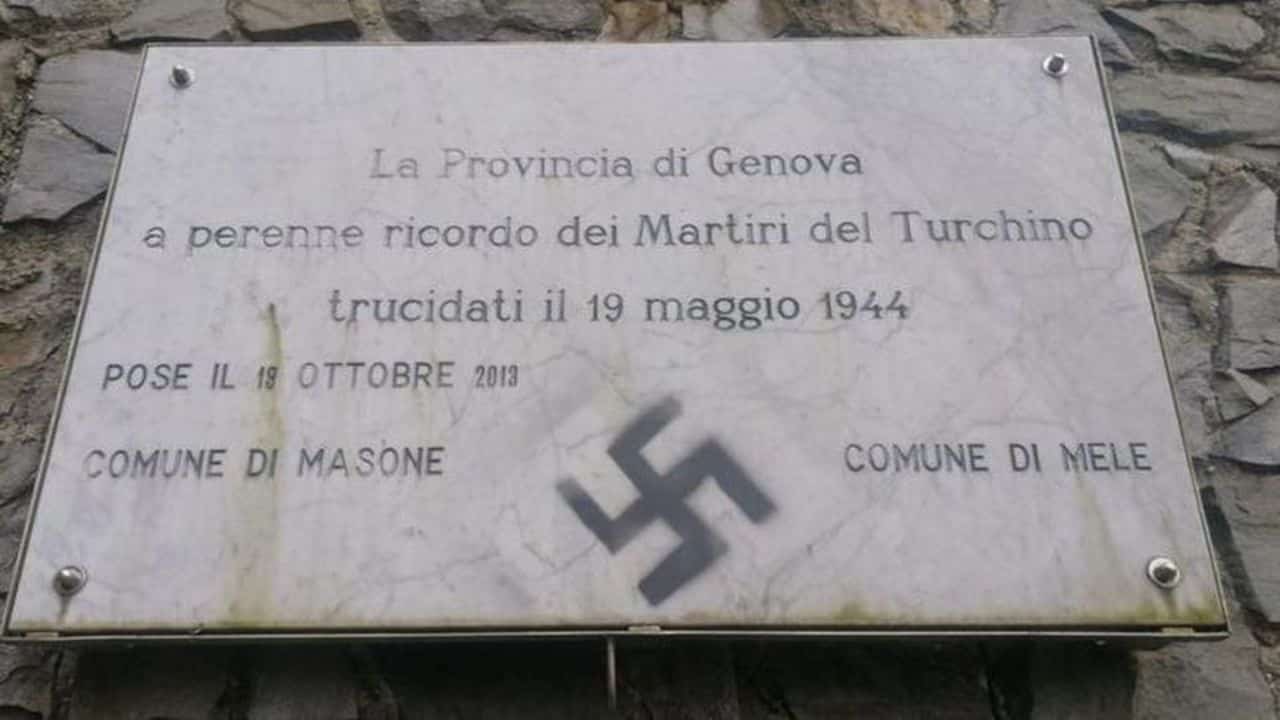 La Provincia di Genova
a perenne ricordo dei Martiri del Turchino
trucidati il 19 maggio 1944
POSE IL 19 OTTOBRE 2013
COMUNE DI MASONE
COMUNE DI MELE